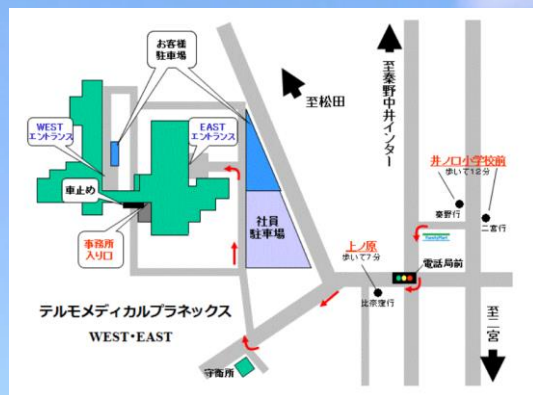 お客様
駐車場
WEST
エントランス
EAST
エントランス
車止め
事務所
入り口
社員
駐車場
至松田
至秦野中井インター
井ノ口小学校前
歩いて12分
秦野行
二宮行
FamilyMart
上ノ原
歩いて7分
電話局前
比奈窪行
至二宮
テルモメディカルプラネックス
WEST・EAST
守衛所